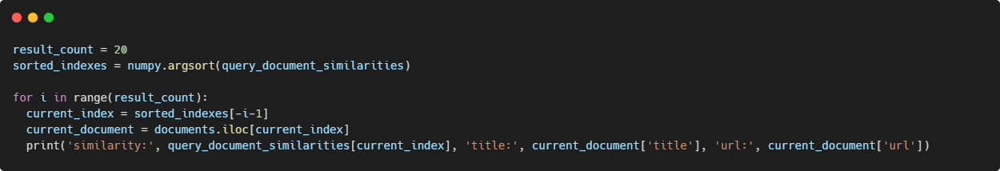 result_count = 20
sorted_indexes = numpy.argsort(query_document_similarities)

for i in range(result_count):
  current_index = sorted_indexes[-i-1]
  current_document = documents.iloc[current_index]
  print('similarity:', query_document_similarities[current_index], 'title:', current_document['title'], 'url:', current_document['url'])